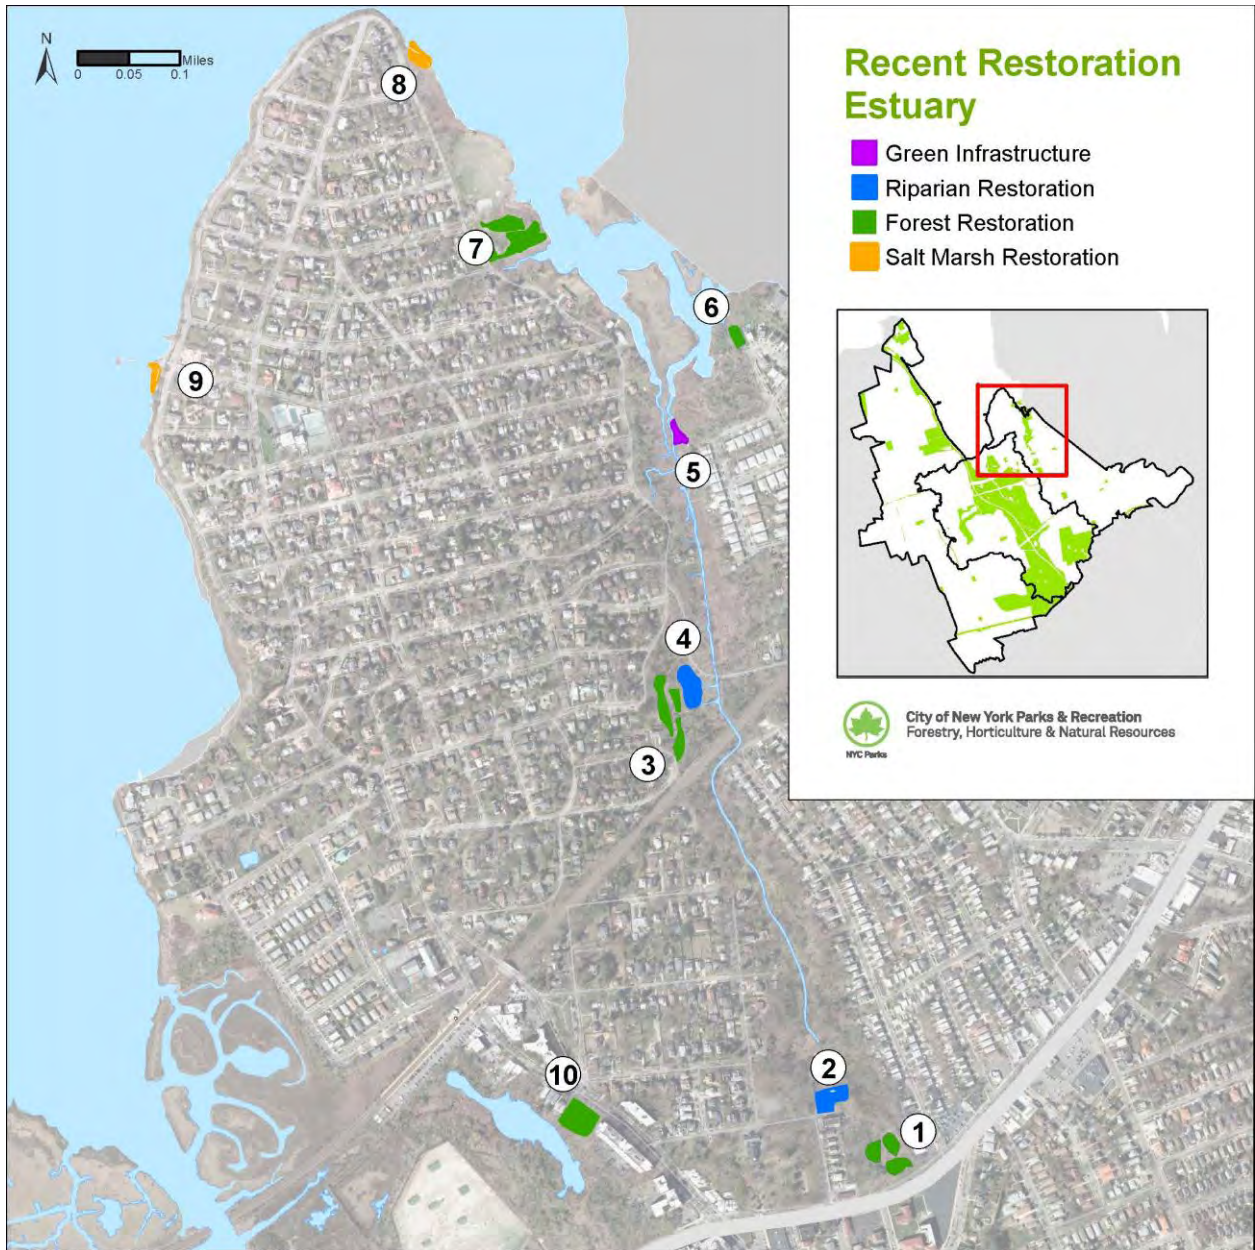 N
Miles
0 0.05 0.1
Recent Restoration
Estuary
Green Infrastructure
Riparian Restoration
Forest Restoration
Salt Marsh Restoration
City of New York Parks & Recreation
Forestry, Horticulture & Natural Resources
NYC Parks
8
7
6
9
5
4
3
10
2
1